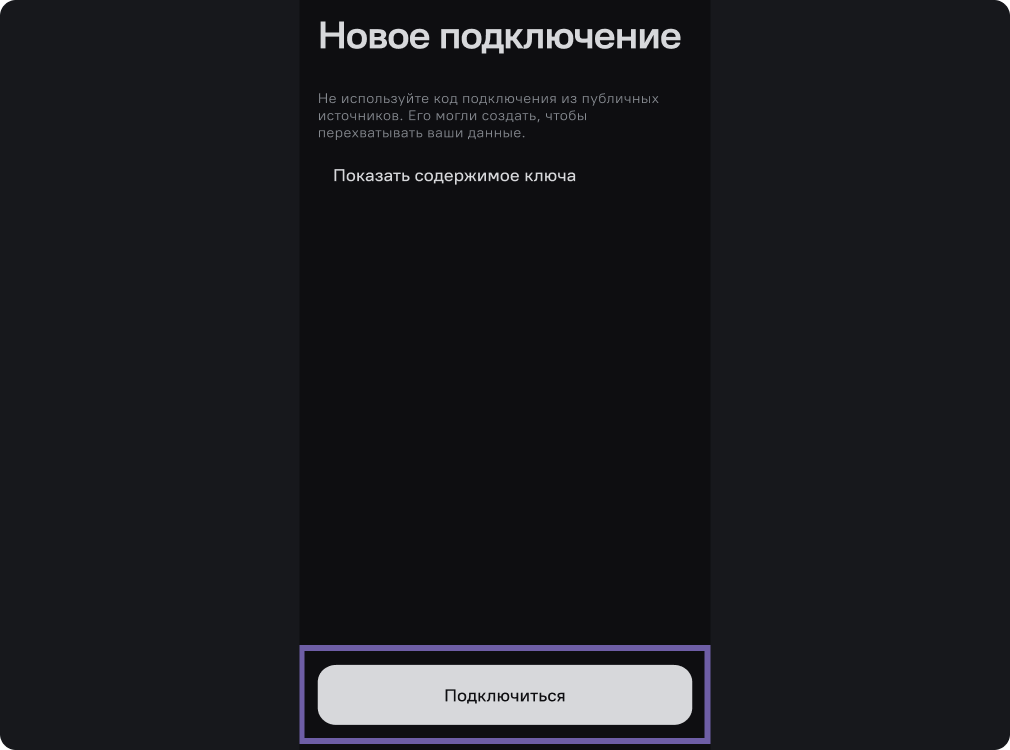 Новое подключение
Не используйте код подключения из публичных
источников. Его могли создать, чтобы
перехватывать ваши данные.
Показать содержимое ключа
Подключиться